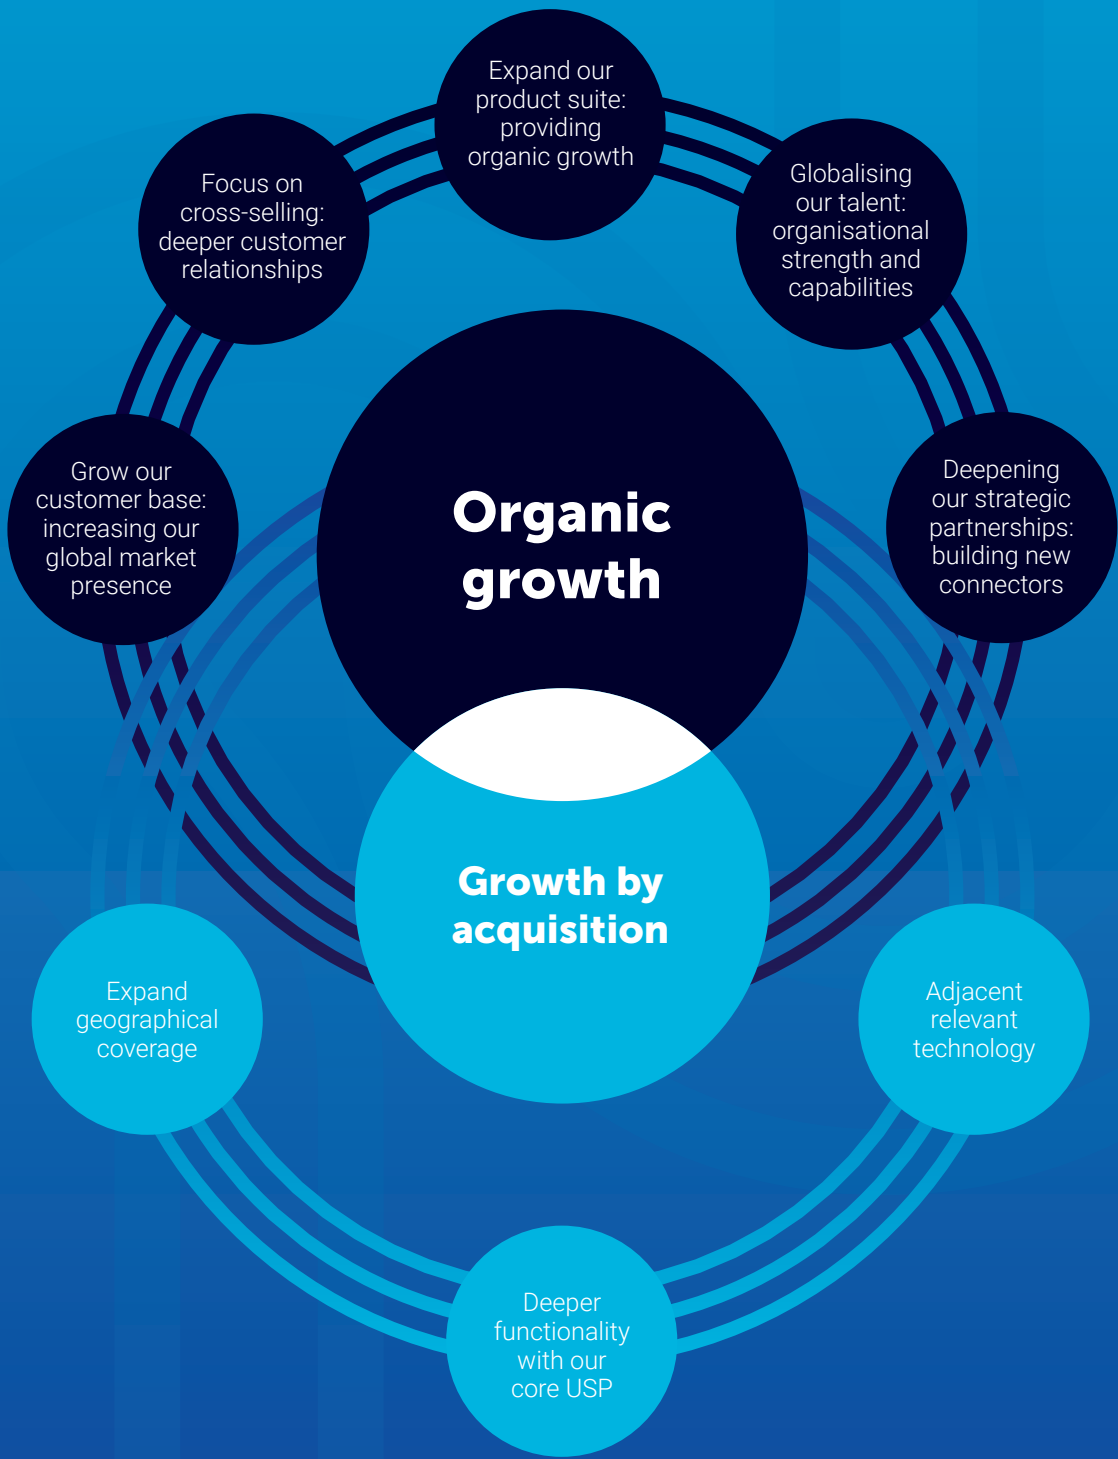 Expand our
product suite:
providing
organic growth
Focus on
cross-selling:
deeper customer
relationships
Globalising
our talent:
organisational
strength and
capabilities
Grow our
customer base:
increasing our
global market
presence
Organic
growth
Deepening
our strategic
partnerships:
building new
connectors
Growth by
acquisition
Expand
geographical
coverage
Adjacent
relevant
technology
Deeper
functionality
with our
core USP